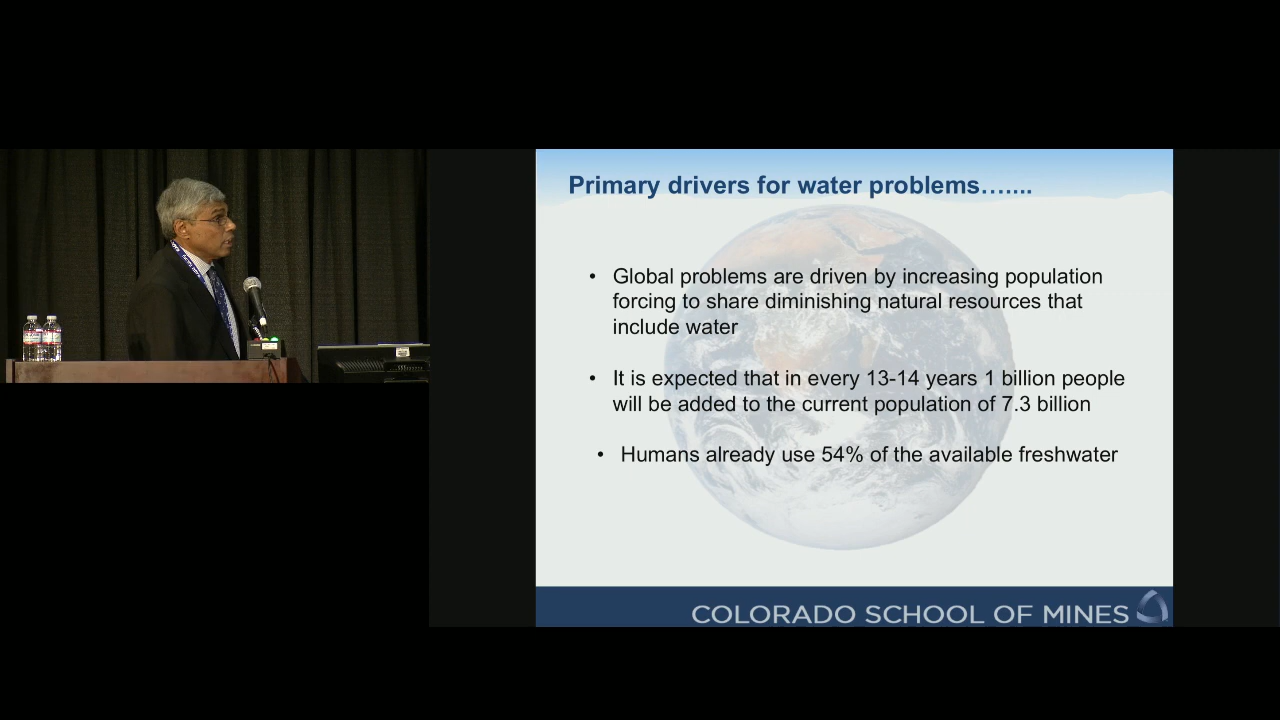 Primary drivers for water problems…....
• Global problems are driven by increasing population
forcing to share diminishing natural resources that
include water
• It is expected that in every 13-14 years 1 billion people
will be added to the current population of 7.3 billion
• Humans already use 54% of the available freshwater
COLORADO SCHOOL OF MINES